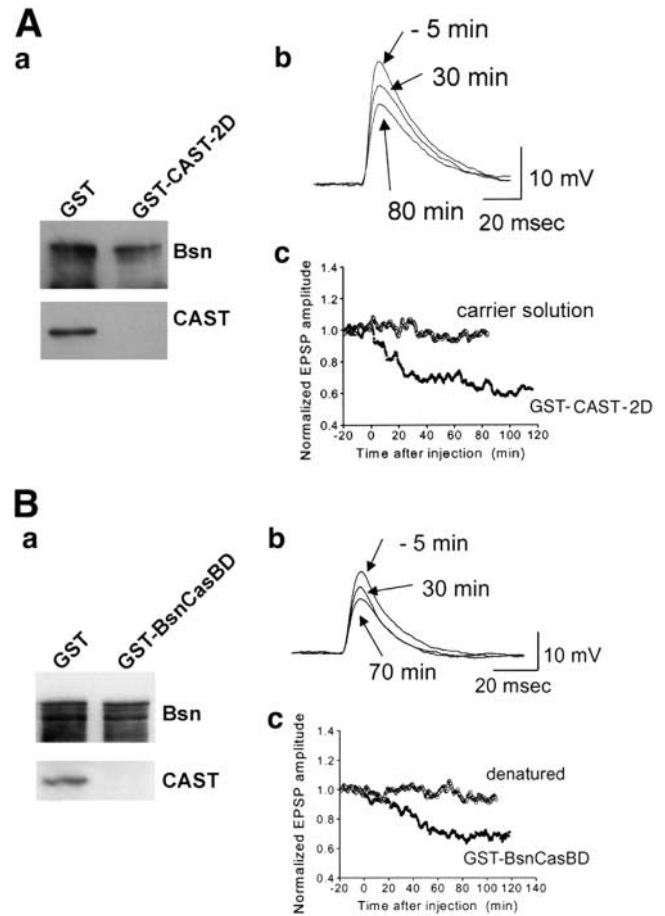 A
a
GST
GST-CAST-2D
Bsn
CAST
b
- 5 min
30 min
80 min
10 mV
20 msec
c
Normalized EPSP amplitude
1.4
1.2
1.0
0.8
0.6
0.4
carrier solution
GST-CAST-2D
-20 0 20 40 60 80 100 120
Time after injection (min)
B
a
GST
GST-BsnCasBD
Bsn
CAST
b
- 5 min
30 min
70 min
10 mV
20 msec
c
Normalized EPSP amplitude
1.4
1.2
1.0
0.8
0.6
0.4
denatured
GST-BsnCasBD
-20 0 20 40 60 80 100 120 140
Time after injection (min)